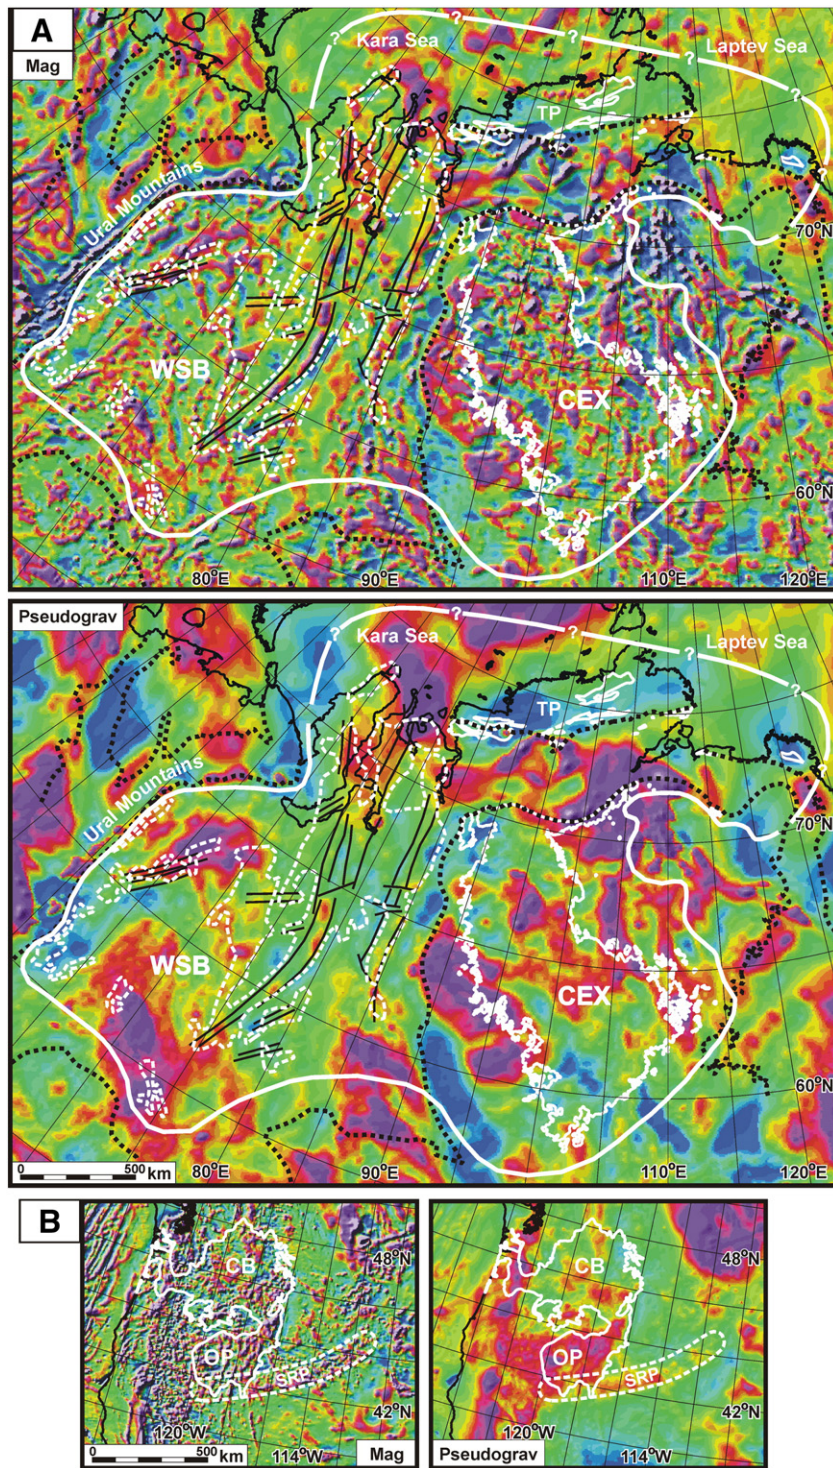 A
Mag
? Kara Sea ? ? Laptev Sea ?
TP
Ural Mountains
70°N
WSB
CEX
60°N
80°E 90°E 110°E 120°E
Pseudograv
? Kara Sea ? ? Laptev Sea ?
TP
Ural Mountains
70°N
WSB
CEX
60°N
0 500 km
80°E 90°E 110°E 120°E
B
CB
48°N
OP
SRP
42°N
120°W
0 500 km
114°W
Mag
CB
48°N
OP
SRP
42°N
120°W
Pseudograv
114°W